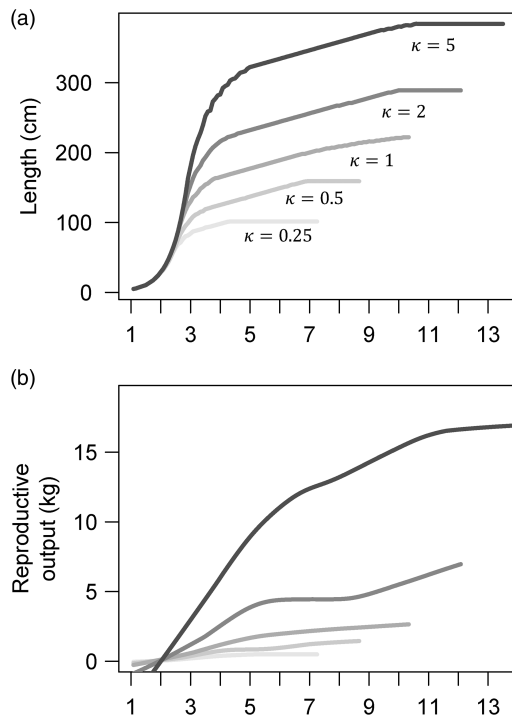 (a)
Length (cm)
300
200
100
0
κ = 5
κ = 2
κ = 1
κ = 0.5
κ = 0.25
1 3 5 7 9 11 13
(b)
Reproductive
output (kg)
15
10
5
0
1 3 5 7 9 11 13